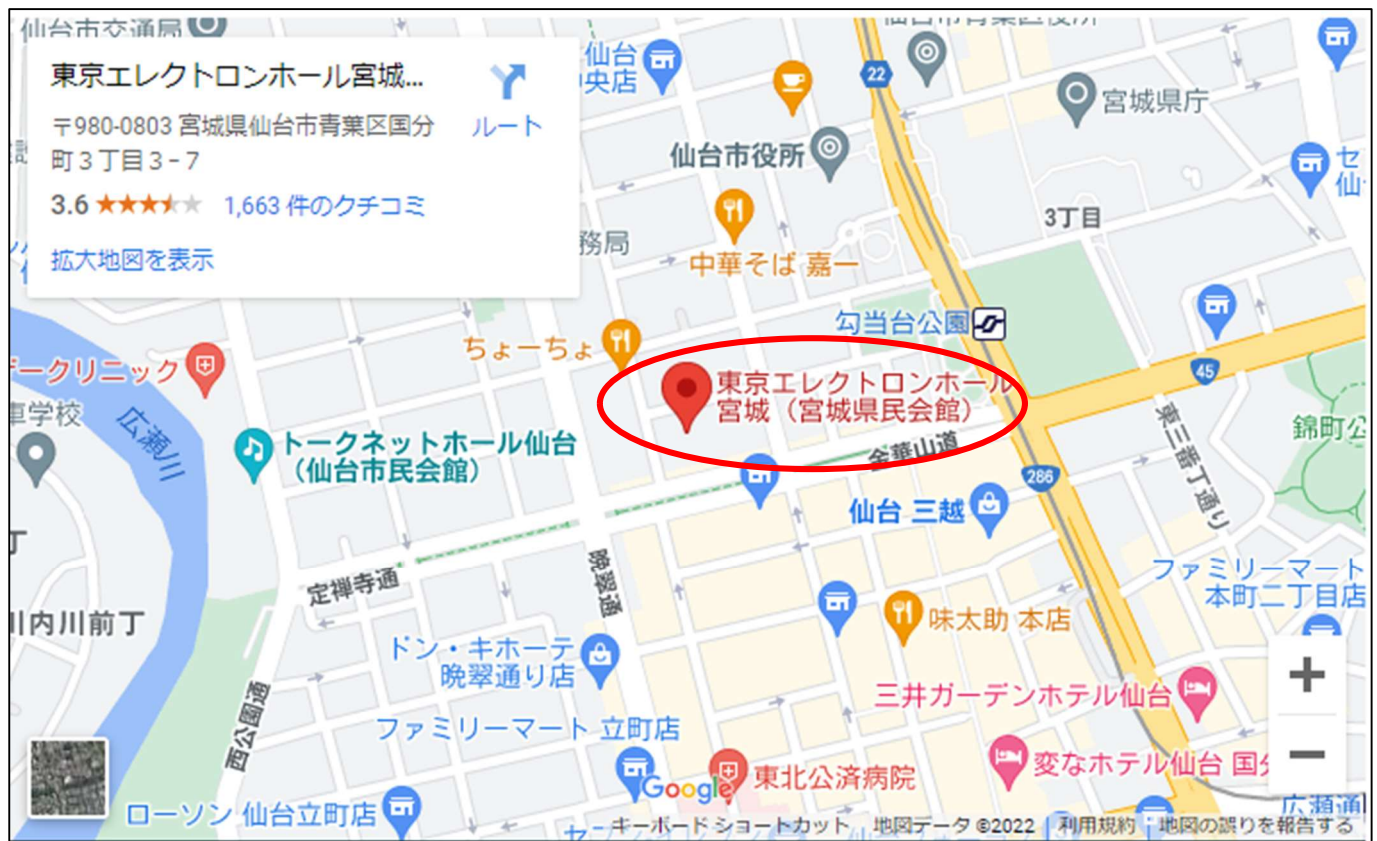 仙台市交通局
東京エレクトロンホール宮城...
〒980-0803 宮城県仙台市青葉区国分
町3丁目3-7
ルート
3.6
1,663 件のクチコミ
拡大地図を表示
仙台
央店
22
宮城県庁
仙台市役所
セ
仙
3丁目
務局
中華そば 嘉一
勾当台公園
ちょーちょ
ークリニック
45
東京エレクトロンホール
宮城（宮城県民会館）
車学校
広瀬川
トークネットホール仙台
（仙台市民会館）
金華山道
東三番丁通り
錦町公
286
仙台 三越
定禅寺通
晩翠通
ファミリーマート
本町二丁目店
川内川前丁
味太助 本店
ドン・キホーテ
晩翠通り店
三井ガーデンホテル仙台
+
西公園通
ファミリーマート 立町店
変なホテル仙台 国
−
東北公済病院
Google
ローソン 仙台立町店
広瀬通
キーボード ショートカット
地図データ ©2022
利用規約
地図の誤りを報告する